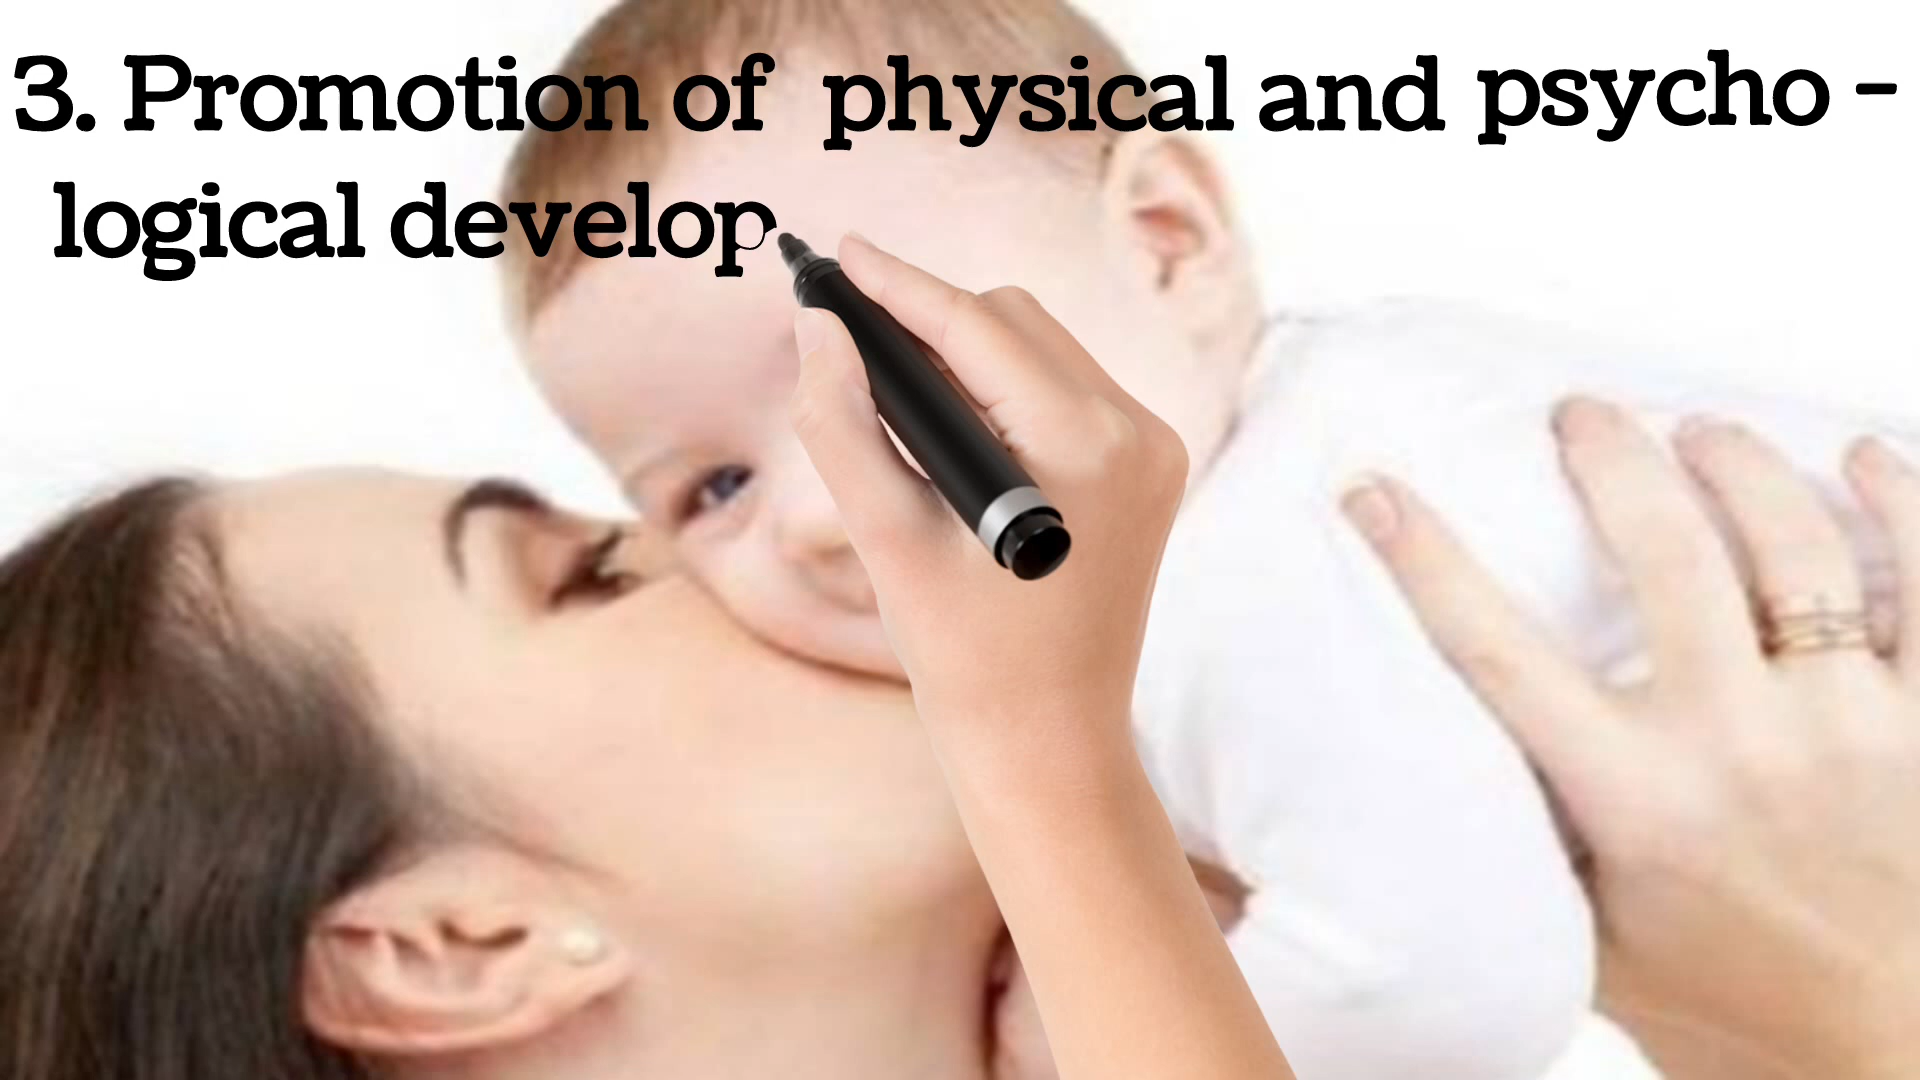 3. Promotion of physical and psycho -
logical develop